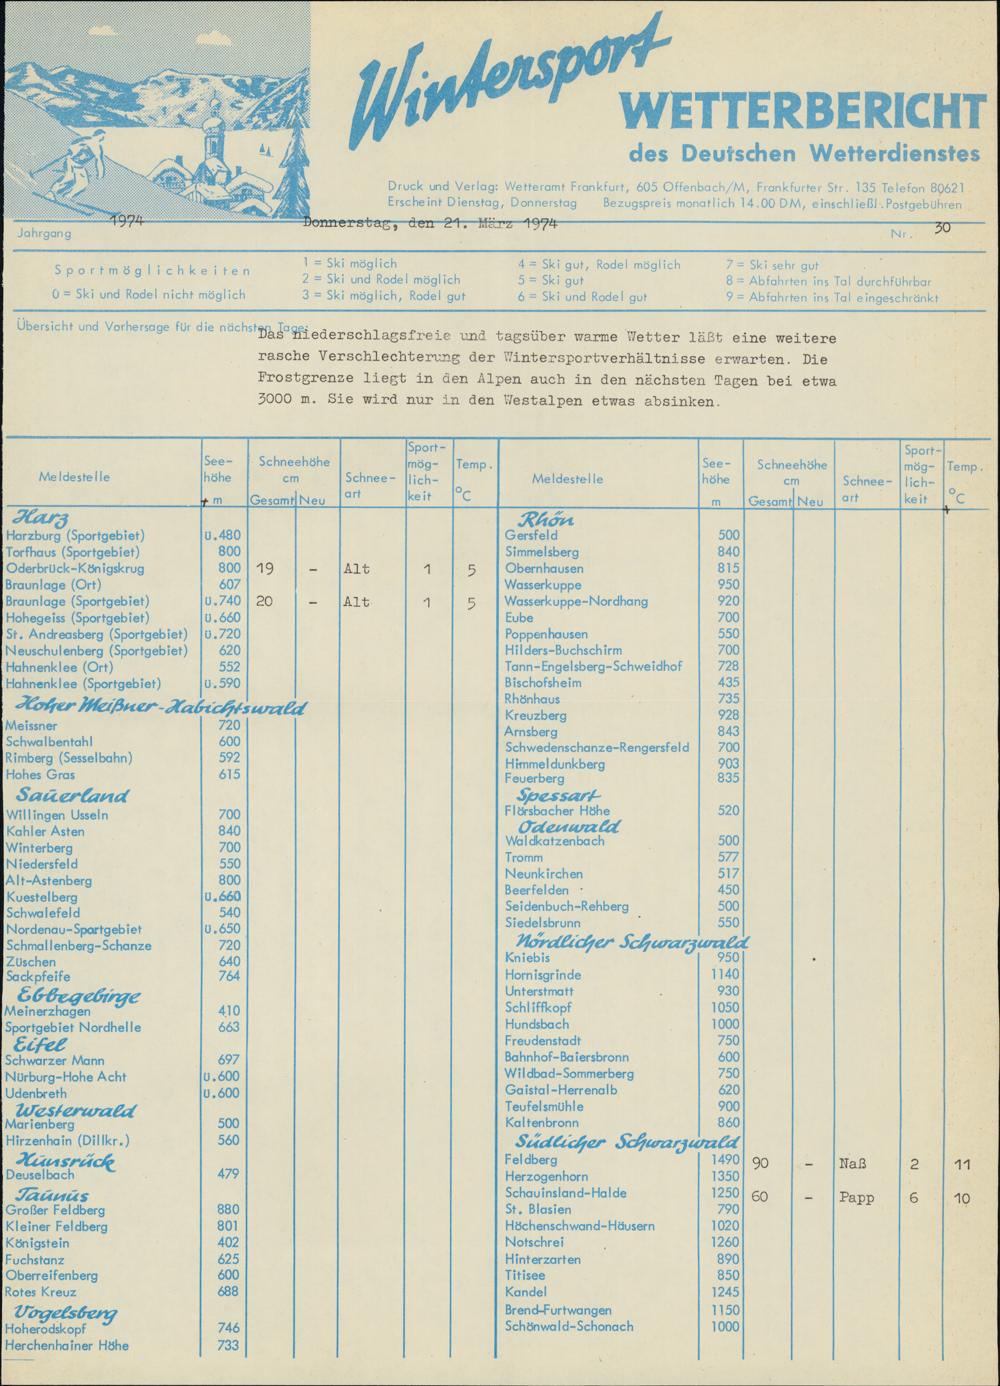 Wintersport
WETTERBERICHT
des Deutschen Wetterdienstes
Druck und Verlag: Wetteramt Frankfurt, 605 Offenbach/M, Frankfurter Str. 135 Telefon 80621
Erscheint Dienstag, Donnerstag Bezugspreis monatlich 14.00 DM, einschließl. Postgebühren
Jahrgang 1974 Donnerstag, den 21. März 1974 Nr. 30
Sportmöglichkeiten
0 = Ski und Rodel nicht möglich
1 = Ski möglich
2 = Ski und Rodel möglich
3 = Ski möglich, Rodel gut
4 = Ski gut, Rodel möglich
5 = Ski gut
6 = Ski und Rodel gut
7 = Ski sehr gut
8 = Abfahrten ins Tal durchführbar
9 = Abfahrten ins Tal eingeschränkt
Übersicht und Vorhersage für die nächsten Tage:
Das niederschlagsfreie und tagsüber warme Wetter läßt eine weitere
rasche Verschlechterung der Wintersportverhältnisse erwarten. Die
Frostgrenze liegt in den Alpen auch in den nächsten Tagen bei etwa
3000 m. Sie wird nur in den Westalpen etwas absinken.
Meldestelle See-höhe m Schneehöhe cm Gesamt Neu Schnee-art Sport-mög-lich-keit Temp. °C
Harz
Harzburg (Sportgebiet) ü.480
Torfhaus (Sportgebiet) 800
Oderbrück-Königskrug 800 19 - Alt 1 5
Braunlage (Ort) 607
Braunlage (Sportgebiet) ü.740 20 - Alt 1 5
Hohegeiss (Sportgebiet) ü.660
St. Andreasberg (Sportgebiet) ü.720
Neuschulenberg (Sportgebiet) 620
Hahnenklee (Ort) 552
Hahnenklee (Sportgebiet) ü.590
Hoher Meißner-Habichtswald
Meissner 720
Schwalbentahl 600
Rimberg (Sesselbahn) 592
Hohes Gras 615
Sauerland
Willingen Usseln 700
Kahler Asten 840
Winterberg 700
Niedersfeld 550
Alt-Astenberg 800
Kuestelberg ü.660
Schwalefeld 540
Nordenau-Sportgebiet ü.650
Schmallenberg-Schanze 720
Züschen 640
Sackpfeife 764
Ebbegebirge
Meinerzhagen 410
Sportgebiet Nordhelle 663
Eifel
Schwarzer Mann 697
Nürburg-Hohe Acht ü.600
Udenbreth ü.600
Westerwald
Marienberg 500
Hirzenhain (Dillkr.) 560
Hunsrück
Deuselbach 479
Taunus
Großer Feldberg 880
Kleiner Feldberg 801
Königstein 402
Fuchstanz 625
Oberreifenberg 600
Rotes Kreuz 688
Vogelsberg
Hoherodskopf 746
Herchenhainer Höhe 733
Meldestelle See-höhe m Schneehöhe cm Gesamt Neu Schnee-art Sport-mög-lich-keit Temp. °C
Rhön
Gersfeld 500
Simmelsberg 840
Obernhausen 815
Wasserkuppe 950
Wasserkuppe-Nordhang 920
Eube 700
Poppenhausen 550
Hilders-Buchschirm 700
Tann-Engelsberg-Schweidhof 728
Bischofsheim 435
Rhönhaus 735
Kreuzberg 928
Arnsberg 843
Schwedenschanze-Rengersfeld 700
Himmeldunkberg 903
Feuerberg 835
Spessart
Flörsbacher Höhe 520
Odenwald
Waldkatzenbach 500
Tromm 577
Neunkirchen 517
Beerfelden 450
Seidenbuch-Rehberg 500
Siedelsbrunn 550
Nördlicher Schwarzwald
Kniebis 950
Hornisgrinde 1140
Unterstmatt 930
Schliffkopf 1050
Hundsbach 1000
Freudenstadt 750
Bahnhof-Baiersbronn 600
Wildbad-Sommerberg 750
Gaistal-Herrenalb 620
Teufelsmühle 900
Kaltenbronn 860
Südlicher Schwarzwald
Feldberg 1490 90 - Naß 2 11
Herzogenhorn 1350
Schauinsland-Halde 1250 60 - Papp 6 10
St. Blasien 790
Höchenschwand-Häusern 1020
Notschrei 1260
Hinterzarten 890
Titisee 850
Kandel 1245
Brend-Furtwangen 1150
Schönwald-Schonach 1000